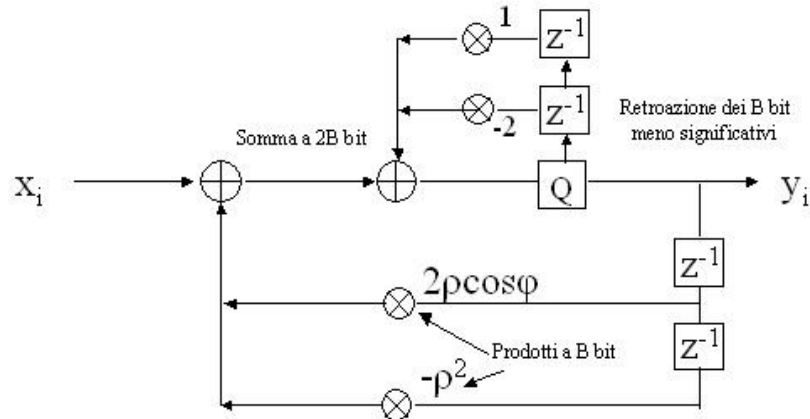 1
z⁻¹
-2
z⁻¹
Retroazione dei B bit
meno significativi
Somma a 2B bit
xᵢ
Q
yᵢ
z⁻¹
2ρcosφ
z⁻¹
Prodotti a B bit
-ρ²